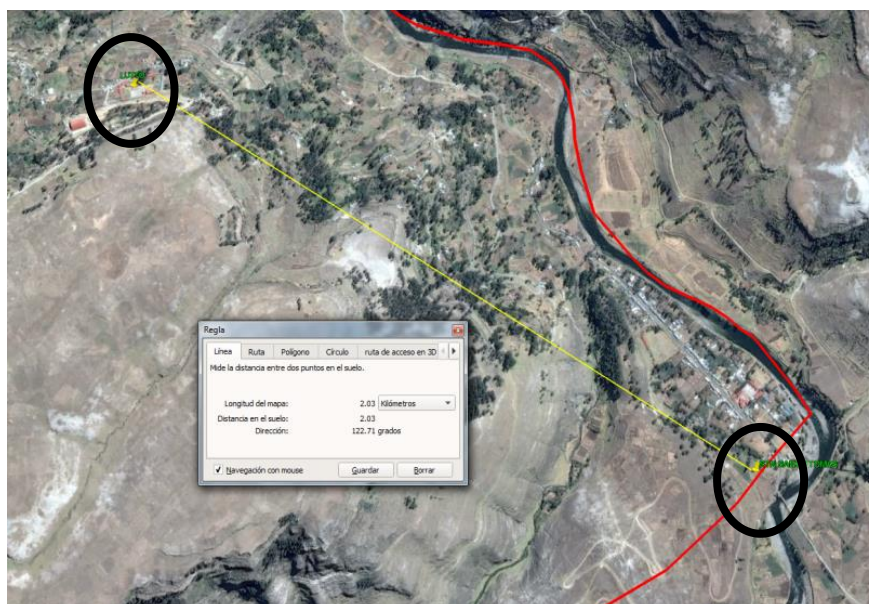 Regla
Línea Ruta Polígono Círculo ruta de acceso en 3D
Mide la distancia entre dos puntos en el suelo.
Longitud del mapa: 2.03 Kilómetros
Distancia en el suelo: 2.03
Dirección: 122.71 grados
Navegación con mouse Guardar Borrar